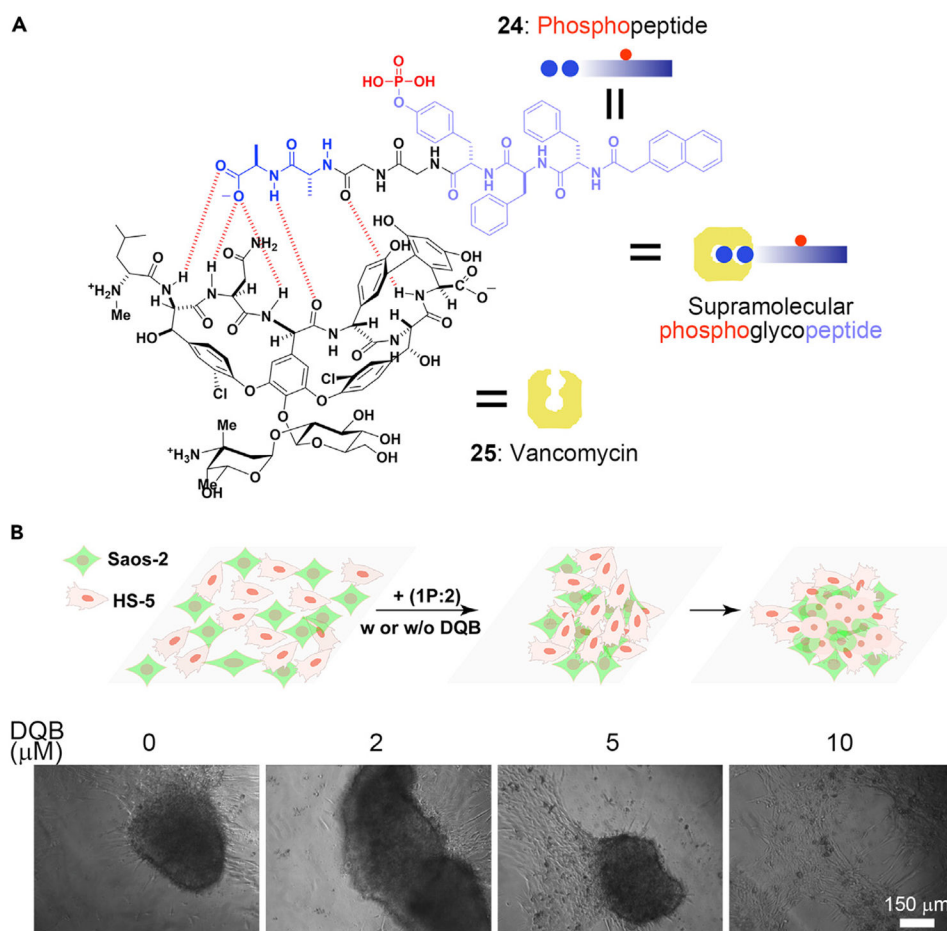 A
24: Phosphopeptide
O
HO-P-OH
O
O
H
N
O
H
N
O
H
N
O
H
N
O
O
N
H
O
N
H
O
N
H
O
HO
HO
OH
NH2
O
O
+H2N
Me
N
H
N
H
N
H
N
H
N
H
N
H
O
O
O
O
O
O−
HO
Cl
O
O
Cl
OH
=
Supramolecular
phosphoglycopeptide
Me
+H3N
O
O
OH
OH
OH
OH
MeOH
=
25: Vancomycin
B
Saos-2
HS-5
+ (1P:2)
w or w/o DQB
DQB
(μM)
0
2
5
10
150 μm